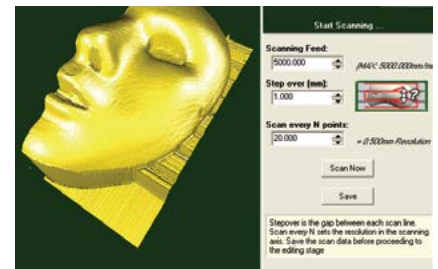 Start Scanning ...
Scanning Feed:
5000.000
(MAX: 5000.000mm/m
Step over [mm]:
1.000
Scan every N points:
20.000
= 0.500mm Resolution
Scan Now
Save
Stepover is the gap between each scan line.
Scan every N sets the resolution in the scanning
axis. Save the scan data before proceeding to
the editing stage